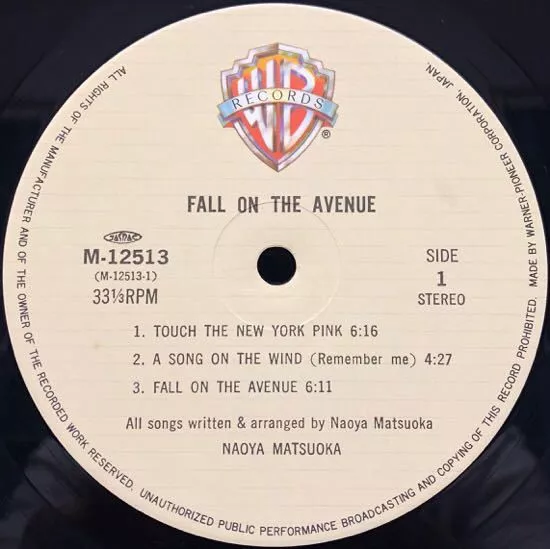 WB
RECORDS
®
FALL ON THE AVENUE
JASRAC
M-12513
(M-12513-1)
33⅓RPM
SIDE
1
STEREO
1. TOUCH THE NEW YORK PINK 6:16
2. A SONG ON THE WIND (Remember me) 4:27
3. FALL ON THE AVENUE 6:11
All songs written & arranged by Naoya Matsuoka
NAOYA MATSUOKA
ALL RIGHTS OF THE MANUFACTURER AND OF THE OWNER OF THE RECORDED WORK RESERVED. UNAUTHORIZED PUBLIC PERFORMANCE BROADCASTING AND COPYING OF THIS RECORD PROHIBITED. MADE BY WARNER-PIONEER CORPORATION, JAPAN.